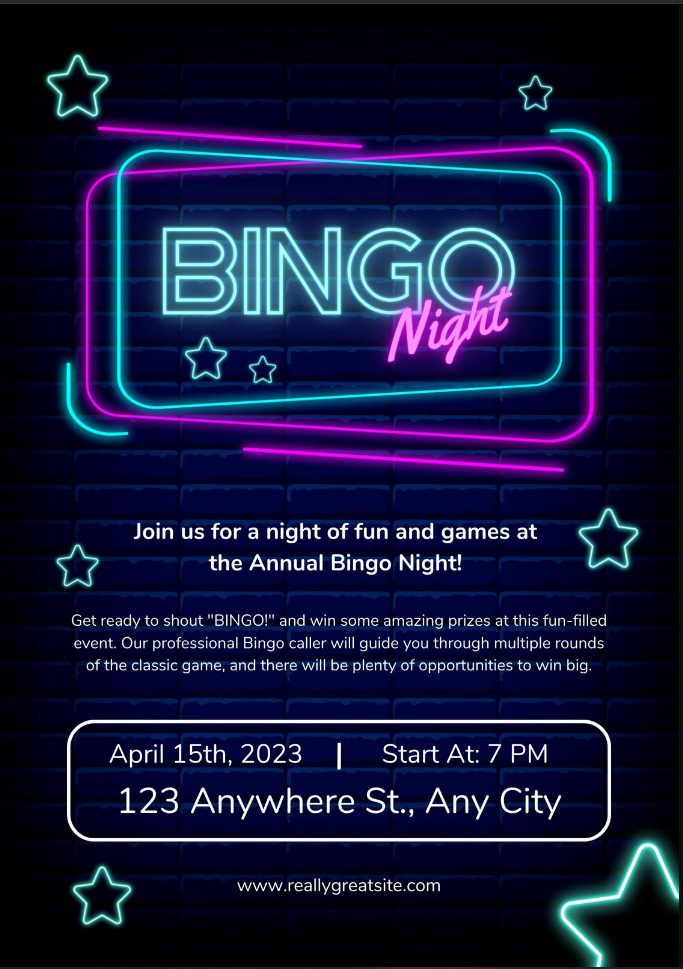 BINGO
Night
Join us for a night of fun and games at
the Annual Bingo Night!
Get ready to shout "BINGO!" and win some amazing prizes at this fun-filled
event. Our professional Bingo caller will guide you through multiple rounds
of the classic game, and there will be plenty of opportunities to win big.
April 15th, 2023 | Start At: 7 PM
123 Anywhere St., Any City
www.reallygreatsite.com